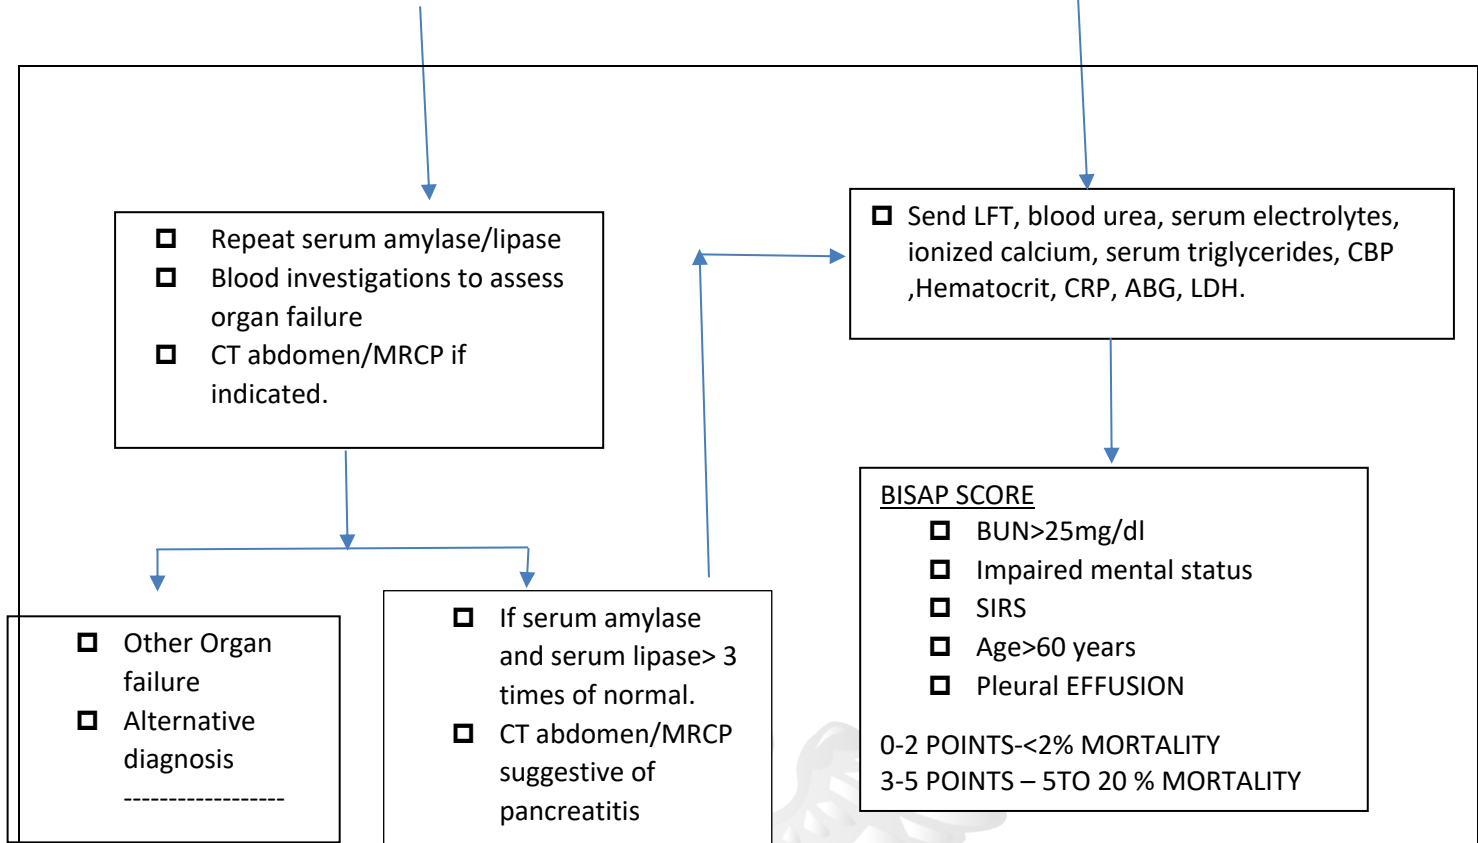 Repeat serum amylase/lipase
Blood investigations to assess
organ failure
CT abdomen/MRCP if
indicated.
Send LFT, blood urea, serum electrolytes,
ionized calcium, serum triglycerides, CBP
,Hematocrit, CRP, ABG, LDH.
Other Organ
failure
Alternative
diagnosis
------------------
If serum amylase
and serum lipase> 3
times of normal.
CT abdomen/MRCP
suggestive of
pancreatitis
BISAP SCORE
BUN>25mg/dl
Impaired mental status
SIRS
Age>60 years
Pleural EFFUSION
0-2 POINTS-<2% MORTALITY
3-5 POINTS – 5TO 20 % MORTALITY